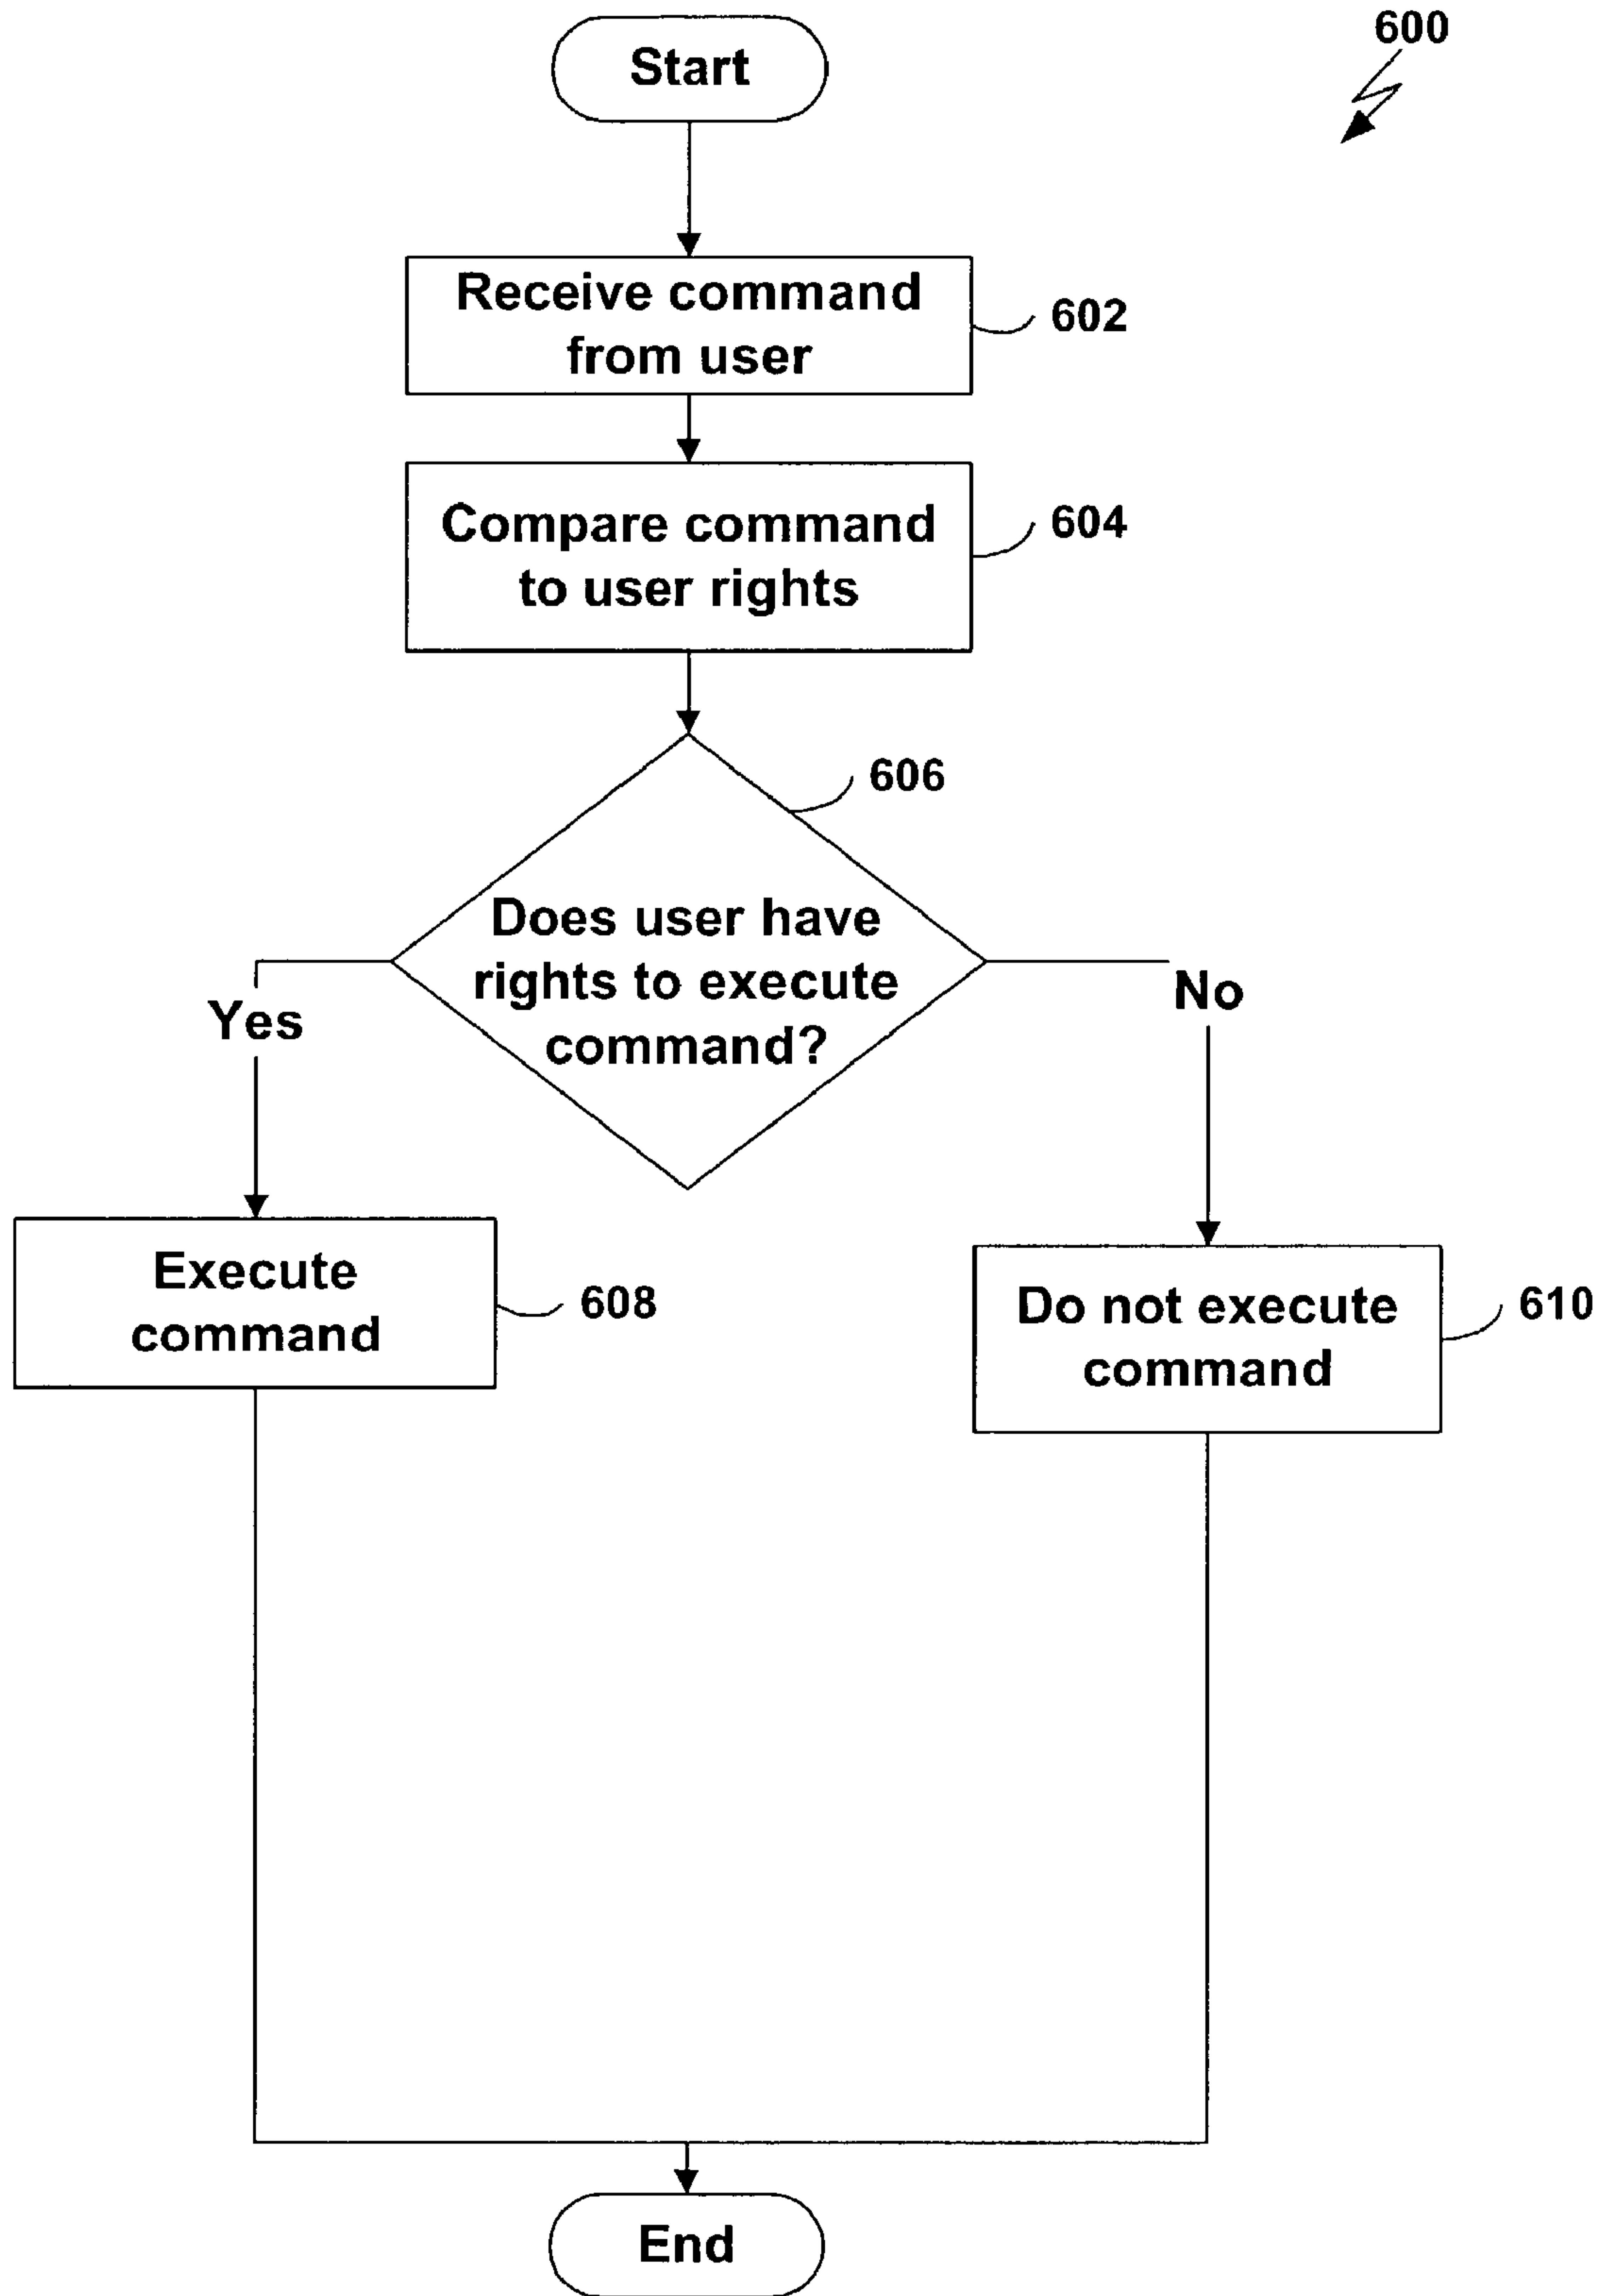 600
Start
Receive command
from user
602
Compare command
to user rights
604
606
Does user have
rights to execute
command?
Yes
No
Execute
command
608
Do not execute
command
610
End